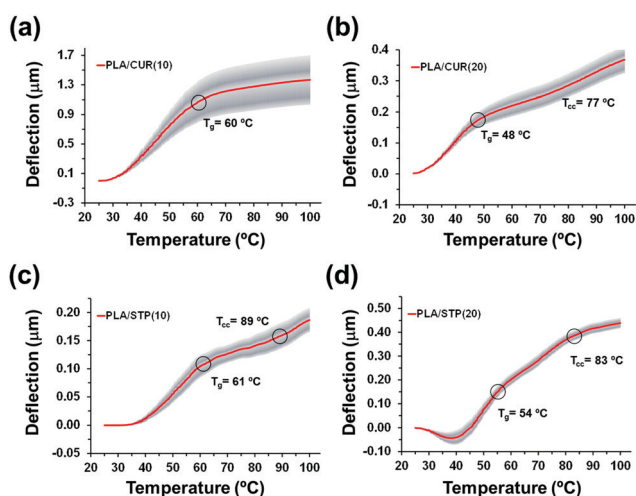 (a)
Deflection (μm)
1.7
1.3
0.9
0.5
0.1
-0.3
PLA/CUR(10)
Tg= 60 ºC
20 30 40 50 60 70 80 90 100
Temperature (ºC)
(b)
Deflection (μm)
0.4
0.3
0.2
0.1
0.0
-0.1
PLA/CUR(20)
Tcc= 77 ºC
Tg= 48 ºC
20 30 40 50 60 70 80 90 100
Temperature (ºC)
(c)
Deflection (μm)
0.20
0.15
0.10
0.05
0.00
-0.05
PLA/STP(10)
Tcc= 89 ºC
Tg= 61 ºC
20 30 40 50 60 70 80 90 100
Temperature (ºC)
(d)
Deflection (μm)
0.50
0.40
0.30
0.20
0.10
0.00
-0.10
PLA/STP(20)
Tcc= 83 ºC
Tg= 54 ºC
20 30 40 50 60 70 80 90 100
Temperature (ºC)